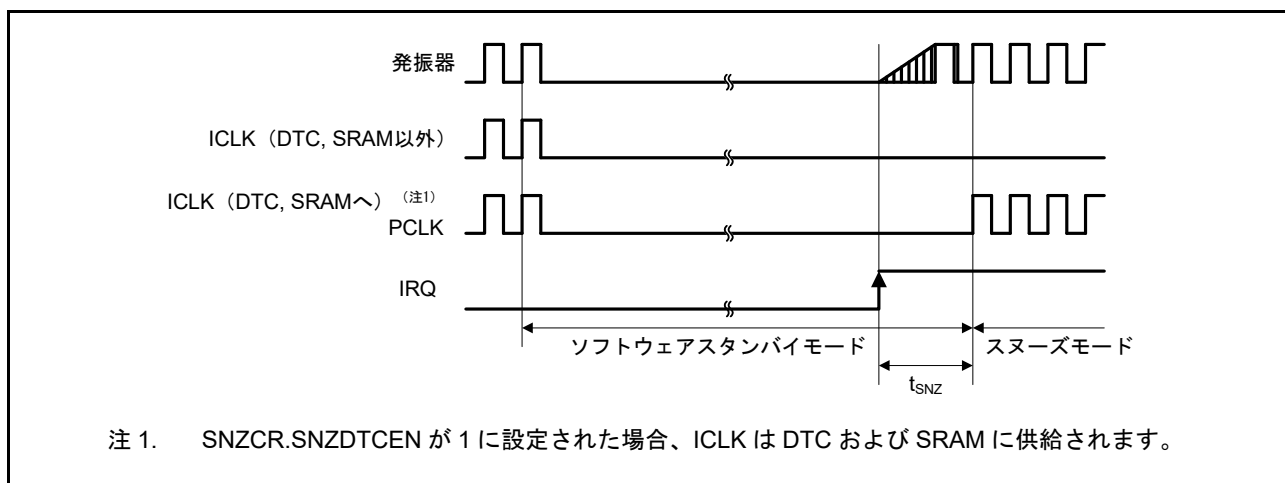 発振器
ICLK（DTC, SRAM以外）
ICLK（DTC, SRAMへ）（注1）
PCLK
IRQ
ソフトウェアスタンバイモード
スヌーズモード
tSNZ
注 1. SNZCR.SNZDTCEN が 1 に設定された場合、ICLK は DTC および SRAM に供給されます。